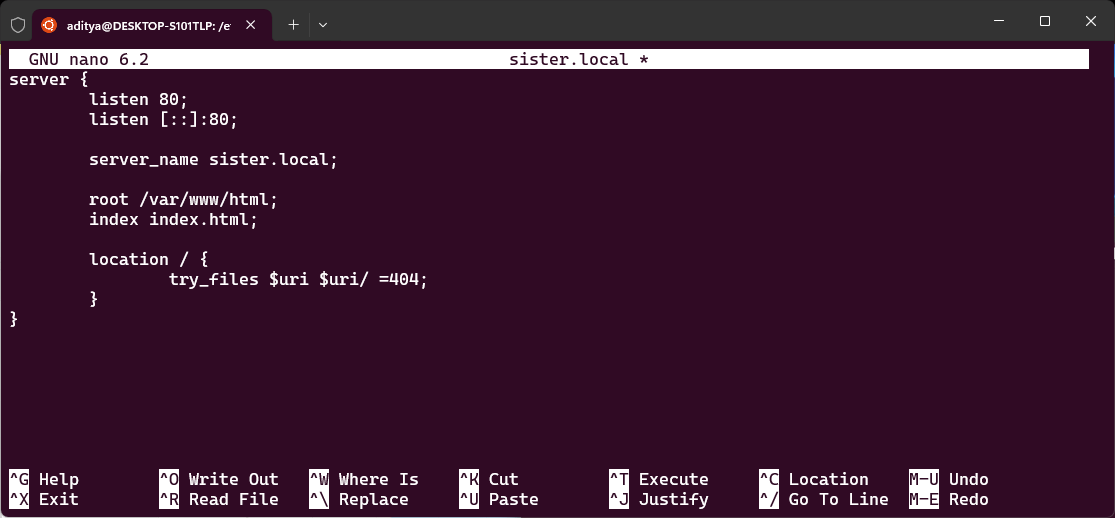 aditya@DESKTOP-S101TLP: /e
GNU nano 6.2 sister.local *
server {
        listen 80;
        listen [::]:80;

        server_name sister.local;

        root /var/www/html;
        index index.html;

        location / {
                try_files $uri $uri/ =404;
        }
}
^G Help ^O Write Out ^W Where Is ^K Cut ^T Execute ^C Location M-U Undo
^X Exit ^R Read File ^\ Replace ^U Paste ^J Justify ^/ Go To Line M-E Redo